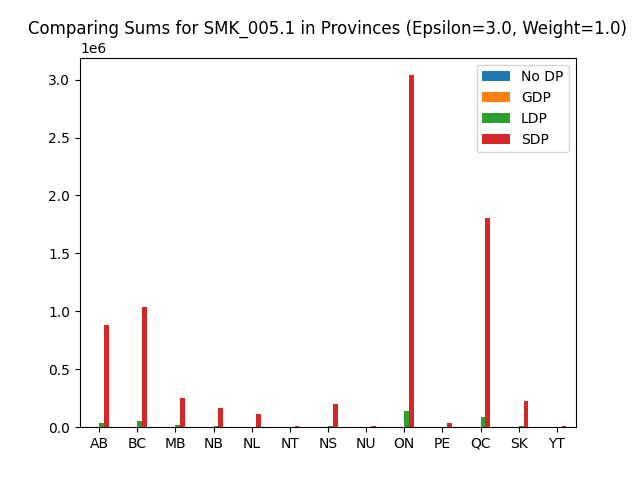 Comparing Sums for SMK_005.1 in Provinces (Epsilon=3.0, Weight=1.0)
1e6
No DP
GDP
LDP
SDP
3.0
2.5
2.0
1.5
1.0
0.5
0.0
AB BC MB NB NL NT NS NU ON PE QC SK YT